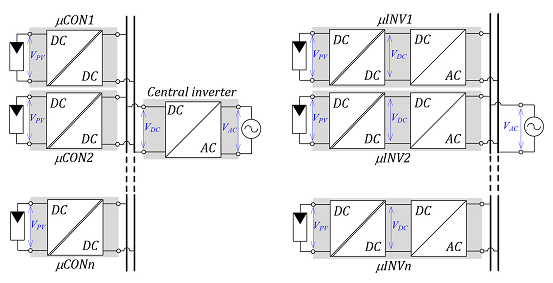 μCON1
V_PV
DC
DC
V_PV
DC
DC
μCON2
V_PV
DC
DC
μCONn
Central inverter
V_DC
DC
AC
V_AC
μINV1
V_PV
DC
DC
V_DC
DC
AC
V_PV
DC
DC
V_DC
DC
AC
μINV2
V_PV
DC
DC
V_DC
DC
AC
μINVn
V_AC